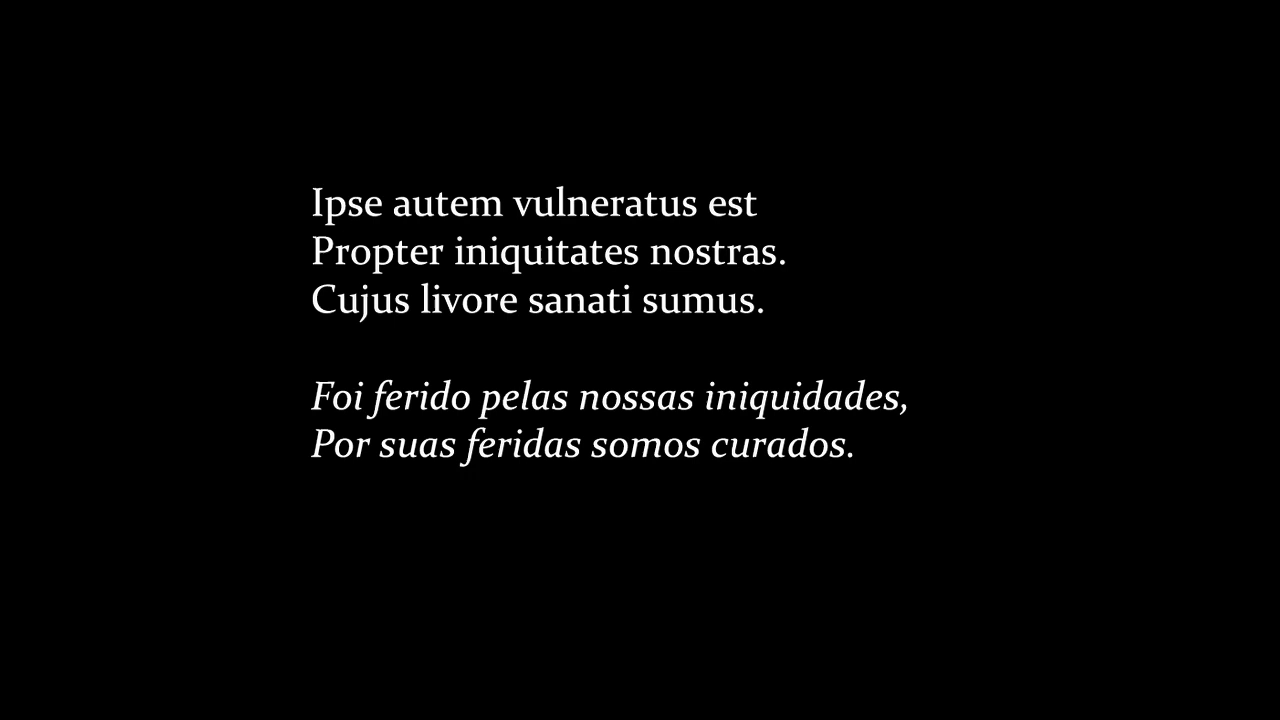 Ipse autem vulneratus est
Propter iniquitates nostras.
Cujus livore sanati sumus.
Foi ferido pelas nossas iniquidades,
Por suas feridas somos curados.